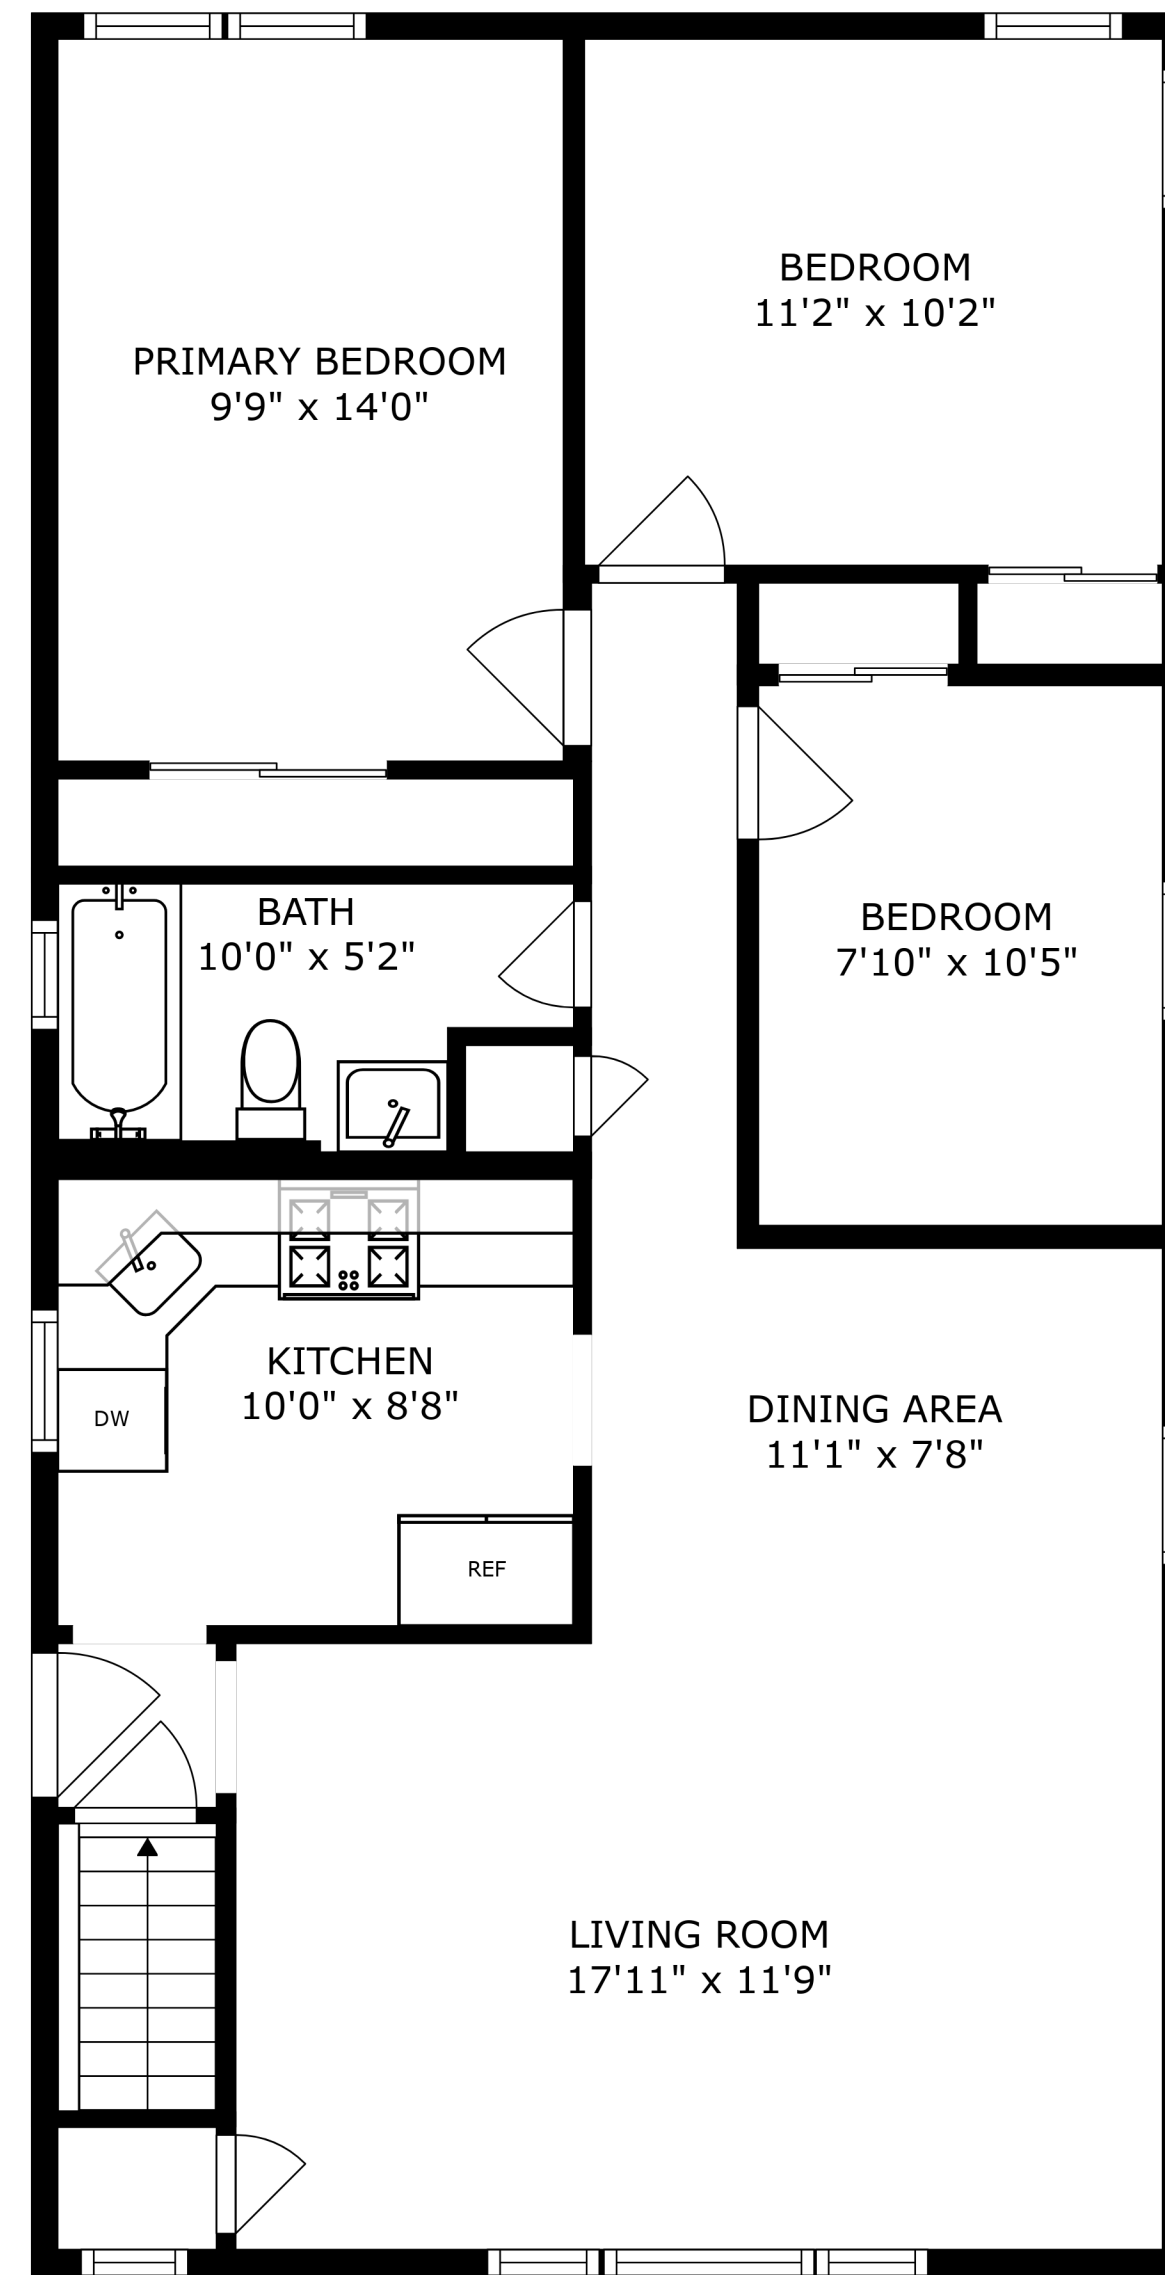 BEDROOM
11'2" x 10'2"
PRIMARY BEDROOM
9'9" x 14'0"
BATH
10'0" x 5'2"
BEDROOM
7'10" x 10'5"
KITCHEN
10'0" x 8'8"
DW
DINING AREA
11'1" x 7'8"
REF
LIVING ROOM
17'11" x 11'9"